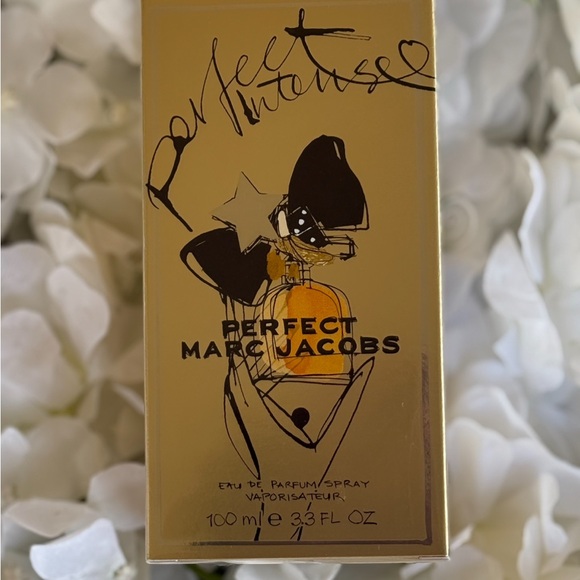 perfect
intense
PERFECT
MARC JACOBS
EAU DE PARFUM SPRAY
VAPORISATEUR
100 ml e 3.3 FL OZ